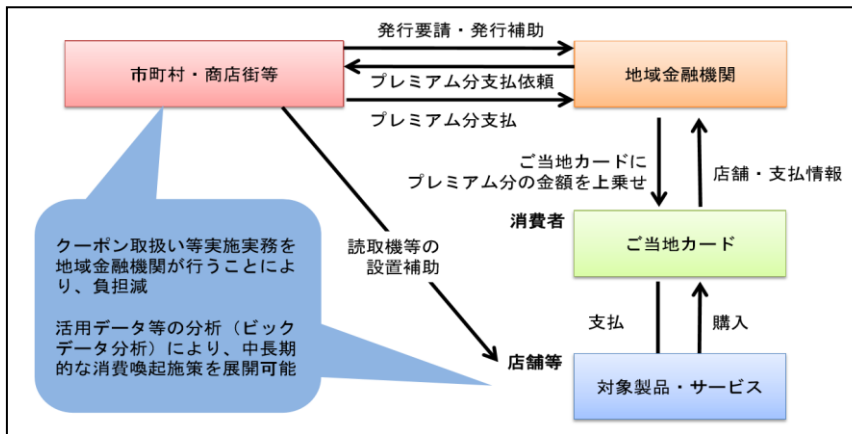 発行要請・発行補助
市町村・商店街等
地域金融機関
プレミアム分支払依頼
プレミアム分支払
ご当地カードに
プレミアム分の金額を上乗せ
店舗・支払情報
消費者
ご当地カード
クーポン取扱い等実施実務を
地域金融機関が行うことによ
り、負担減
活用データ等の分析（ビック
データ分析）により、中長期
的な消費喚起施策を展開可能
読取機等の
設置補助
支払
購入
店舗等
対象製品・サービス